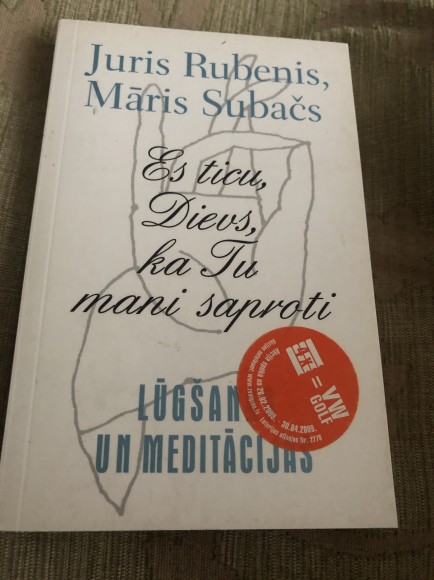 Juris Rubenis,
Māris Subačs
Es ticu,
Dievs,
ka Tu
mani saproti
LŪGŠAN
UN MEDITĀCIJAS
= VW
GOLF
30.04.2009.